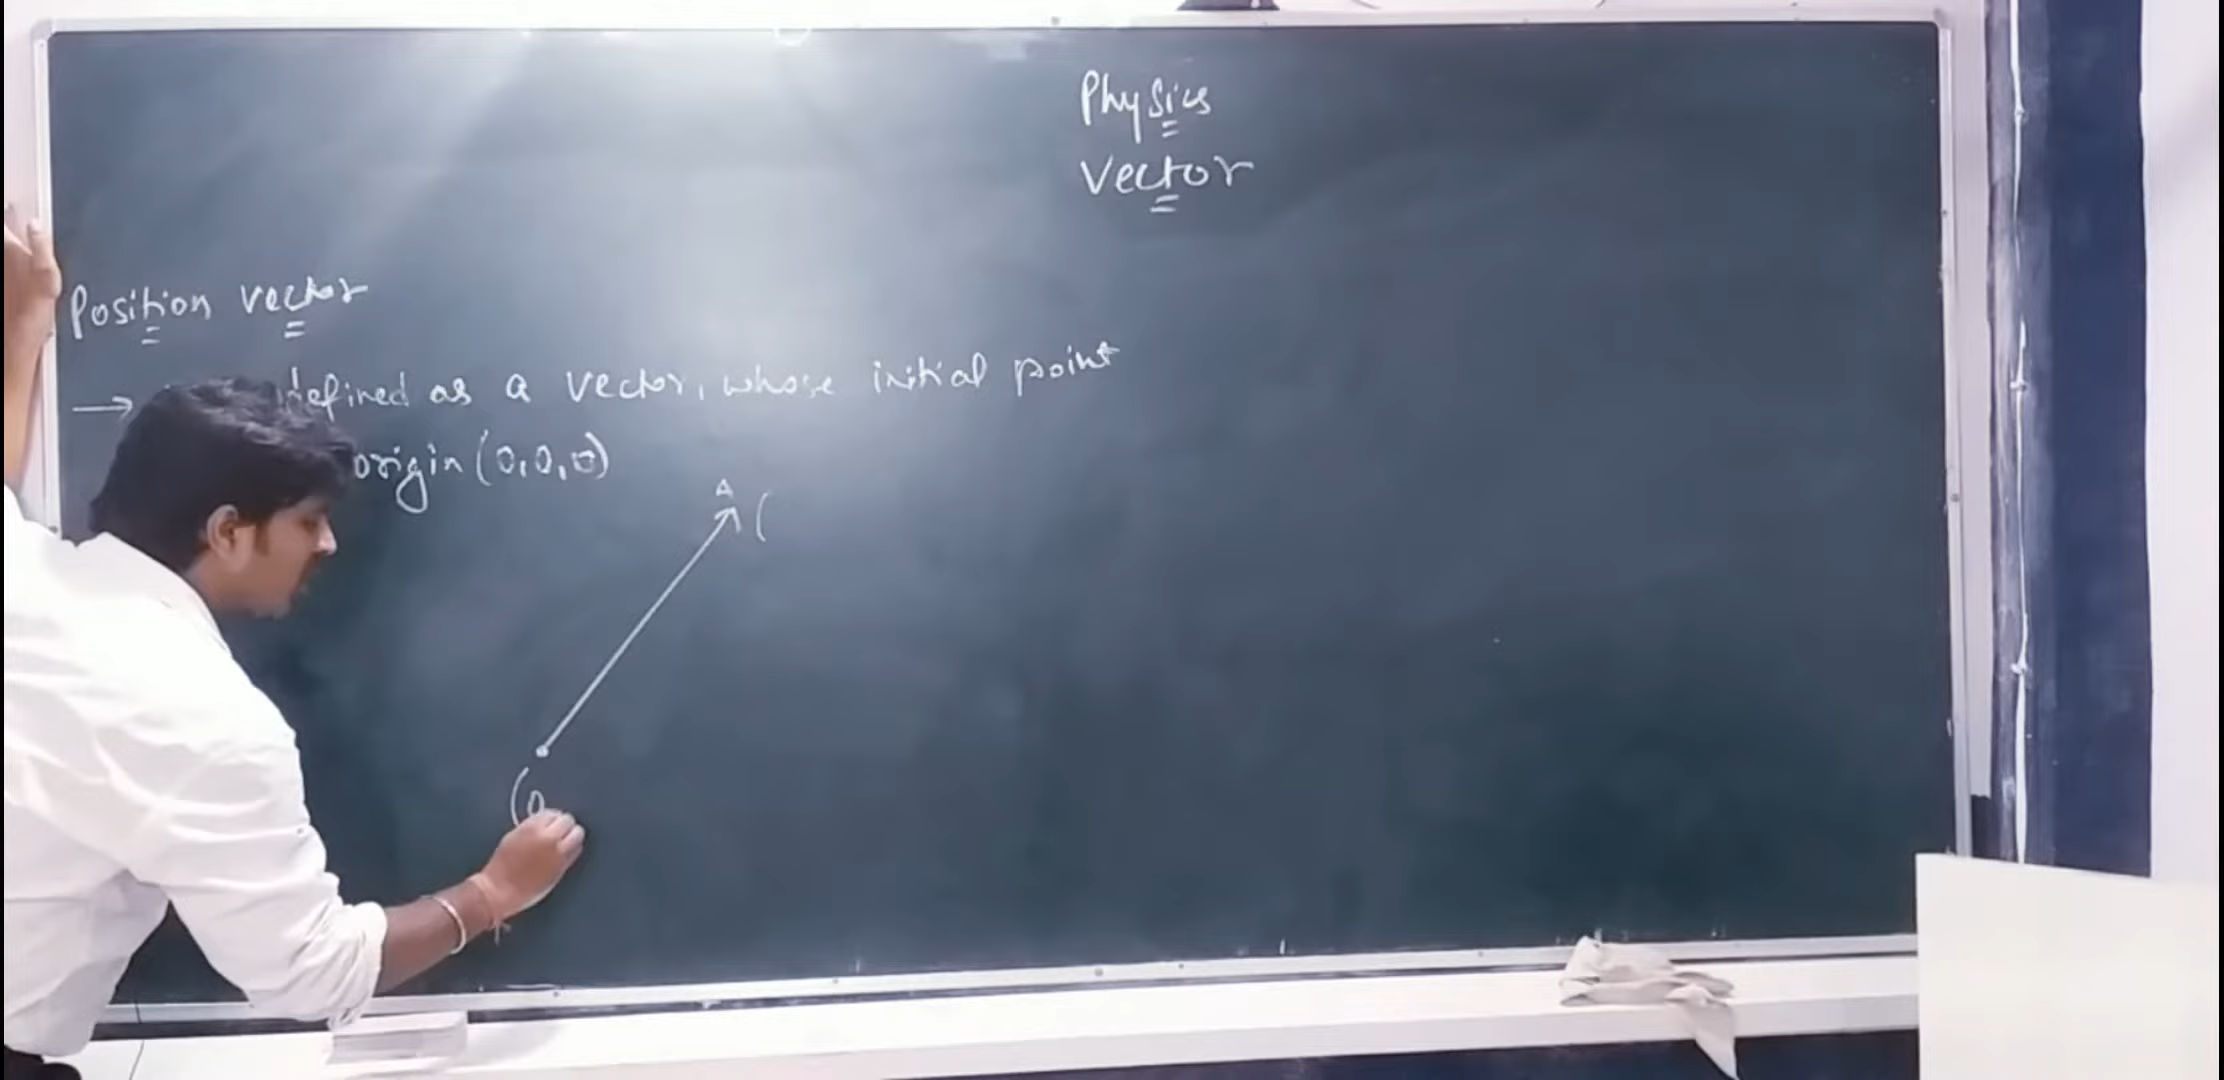 Physics
Vector
Position vector
→ defined as a vector, whose initial point
origin (0,0,0)
A (
(0